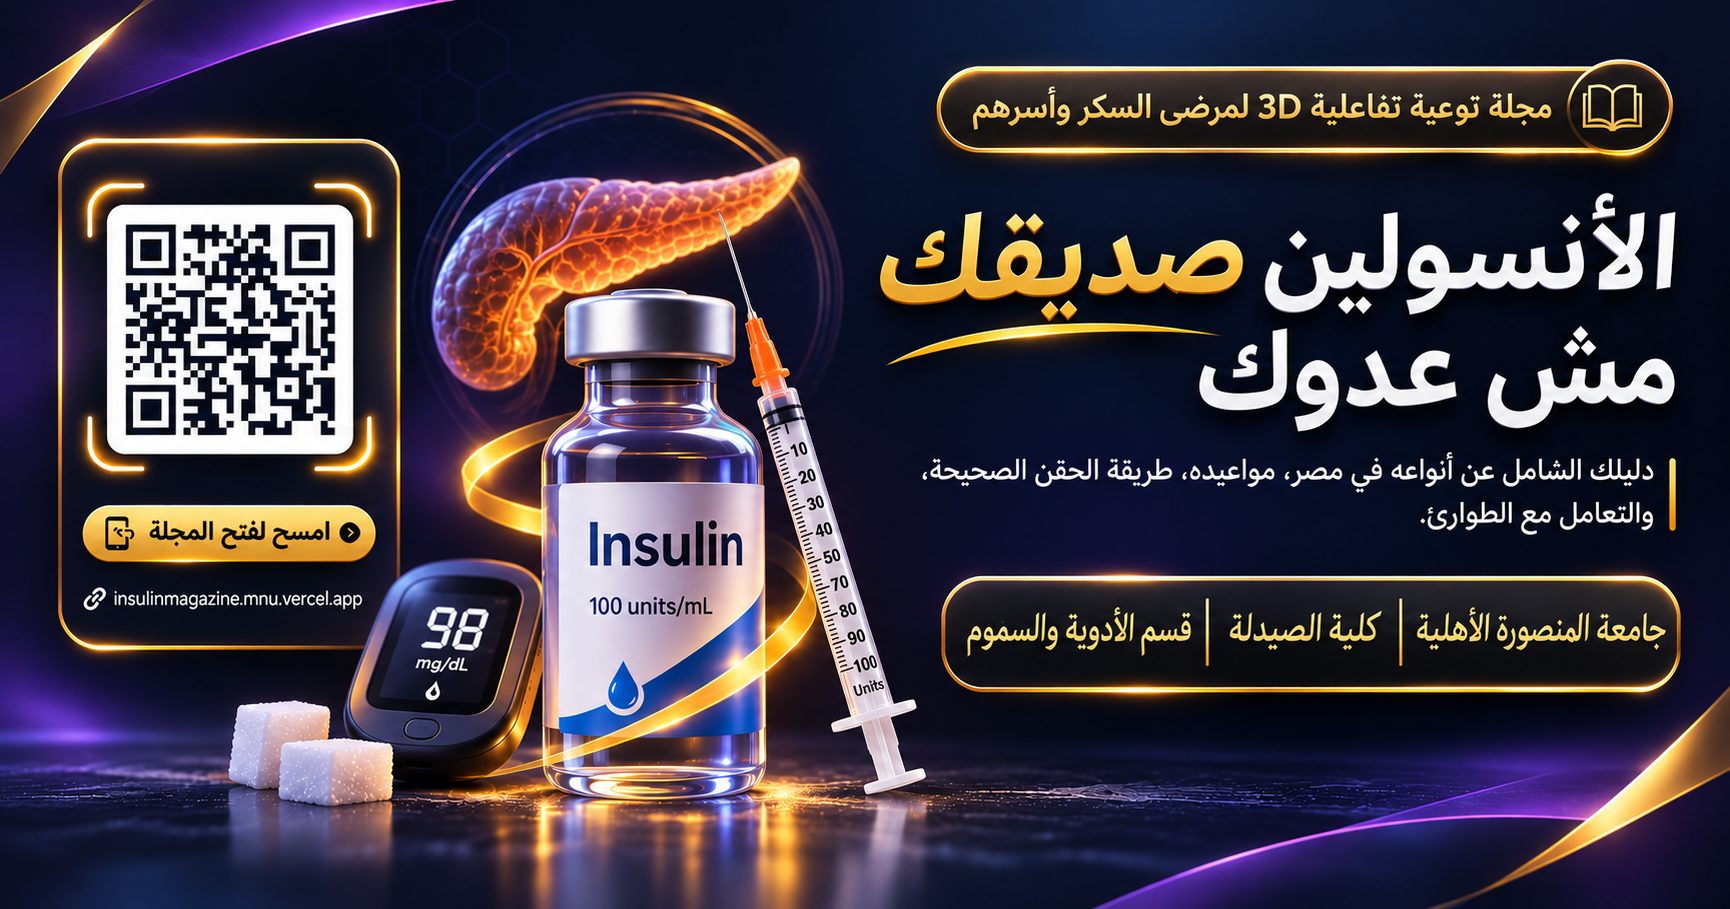 مجلة توعية تفاعلية 3D لمرضى السكر وأسرهم
الأنسولين صديقك
مش عدوك
دليلك الشامل عن أنواعه في مصر، مواعيده، طريقة الحقن الصحيحة،
والتعامل مع الطوارئ.
جامعة المنصورة الأهلية | كلية الصيدلة | قسم الأدوية والسموم
امسح لفتح المجلة
insulinmagazine.mnu.vercel.app
98
mg/dL
Insulin
100 units/mL
10
20
30
40
50
70
80
90
100
Units